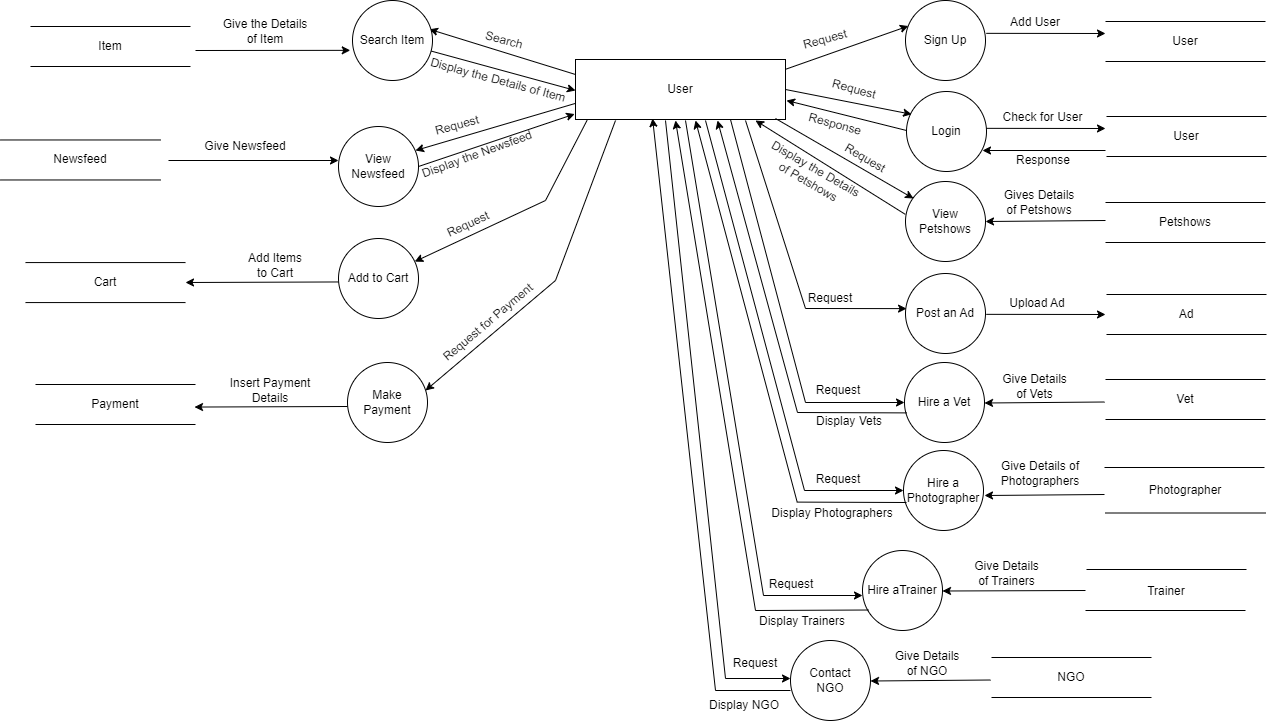 Item
Give the Details
of Item
Search Item
Search
Display the Details of Item
User
Request
Sign Up
Add User
User
Newsfeed
Give Newsfeed
View
Newsfeed
Request
Display the Newsfeed
Request
Response
Login
Check for User
Response
User
Request
Display the Details
of Petshows
View
Petshows
Gives Details
of Petshows
Petshows
Cart
Add Items
to Cart
Add to Cart
Request
Request
Post an Ad
Upload Ad
Ad
Payment
Insert Payment
Details
Make
Payment
Request for Payment
Request
Display Vets
Hire a Vet
Give Details
of Vets
Vet
Request
Display Photographers
Hire a
Photographer
Give Details of
Photographers
Photographer
Request
Display Trainers
Hire aTrainer
Give Details
of Trainers
Trainer
Request
Display NGO
Contact
NGO
Give Details
of NGO
NGO